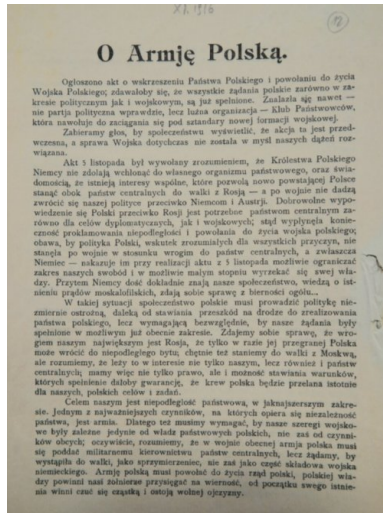 XI. 1916
O Armję Polską.
Ogłoszono akt o wskrzeszeniu Państwa Polskiego i powołaniu do życia
Wojska Polskiego; zdawałoby się, że wszystkie żądania polskie zarówno w za-
kresie politycznym jak i wojskowym, są już spełnione. Znalazła się nawet —
nie partja polityczna wprawdzie, lecz luźna organizacja — Klub Państwowców,
która nawołuje do zaciągania się pod sztandary nowej formacji wojskowej.
Zabieramy głos, by społeczeństwu wyświetlić, że akcja ta jest przed-
wczesna, a sprawa Wojska dotychczas nie została w myśl naszych dążeń roz-
wiązana.
Akt 5 listopada był wywołany zrozumieniem, że Królestwa Polskiego
Niemcy nie zdołają wchłonąć do własnego organizmu państwowego, oraz świa-
domością, że istnieją interesy wspólne, które pozwolą nowo powstającej Polsce
stanąć obok państw centralnych do walki z Rosją — a po wojnie nie dadzą
zwrócić się naszej polityce przeciwko Niemcom i Austrji. Dobrowolne wypo-
wiedzenie się Polski przeciwko Rosji jest potrzebne państwom centralnym za-
równo dla celów dyplomatycznych, jak i wojskowych; stąd wypłynęła koniecz-
ność proklamowania niepodległości i powołania do życia wojska polskiego;
obawa, by polityka Polski, wskutek zrozumiałych dla wszystkich przyczyn, nie
stanęła po wojnie w stosunku wrogim do państw centralnych, a zwłaszcza
Niemiec — nakazuje im przy realizacji aktu z 5 listopada możliwie ograniczać
zakres naszych swobód i w możliwie małym stopniu wyrzekać się swej wła-
dzy. Przytem Niemcy dość dokładnie znają nasze społeczeństwo, wiedzą o ist-
nieniu prądów moskalofilskich, zdają sobie sprawę z bierności ogółu...
W takiej sytuacji społeczeństwo polskie musi prowadzić politykę nie-
zmiernie ostrożną, daleką od stawiania przeszkód na drodze do zrealizowania
państwa polskiego, lecz wymagającą bezwzględnie, by nasze żądania były
spełnione w możliwym już obecnie zakresie. Zdajemy sobie sprawę, że wro-
giem naszym największym jest Rosja, że tylko w razie jej przegranej Polska
może wrócić do niepodległego bytu; chętnie też staniemy do walki z Moskwą,
ale rozumiemy, że leży to w interesie nie tylko naszym, lecz również i państw
centralnych; mamy więc nie tylko prawo, ale i możność stawiania warunków,
których spełnienie dałoby gwarancję, że krew polska będzie przelana istotnie
dla naszych, polskich celów i zadań.
Celem naszym jest niepodległość państwowa, w jaknajszerszym zakre-
sie. Jednym z najważniejszych czynników, na których opiera się niezależność
państwa, jest armia. Dlatego też musimy wymagać, by nasze szeregi wojsko-
we były zależne jedynie od władz państwowych polskich, nie zaś od czynni-
ków obcych; oczywiście, rozumiemy, że w wojnie obecnej armja polska musi
się poddać militarnemu kierownictwu państw centralnych, lecz żądamy, by
wystąpiła do walki, jako sprzymierzeniec, nie zaś jako część składowa wojska
niemieckiego. Armję polską musi powołać do życia rząd polski, polskiej wła-
dzy powinni nasi żołnierze przysięgać na wierność, od początku swego istnie-
nia winni czuć się cząstką i ostoją wolnej ojczyzny.